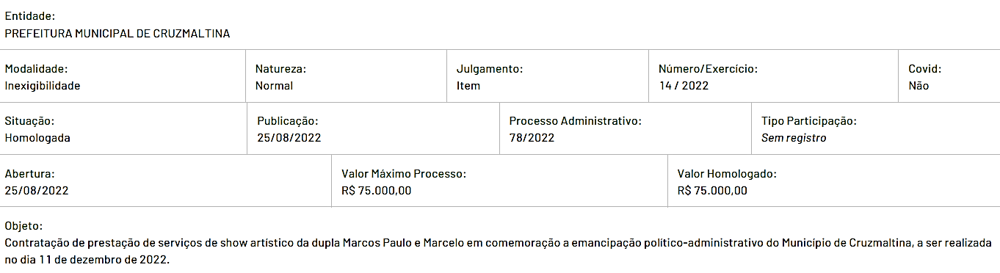 Entidade:
PREFEITURA MUNICIPAL DE CRUZMALTINA
Modalidade: Natureza: Julgamento: Número/Exercício: Covid:
Inexigibilidade Normal Item 14 / 2022 Não
Situação: Publicação: Processo Administrativo: Tipo Participação:
Homologada 25/08/2022 78/2022 Sem registro
Abertura: Valor Máximo Processo: Valor Homologado:
25/08/2022 R$ 75.000,00 R$ 75.000,00
Objeto:
Contratação de prestação de serviços de show artístico da dupla Marcos Paulo e Marcelo em comemoração a emancipação político-administrativo do Município de Cruzmaltina, a ser realizada
no dia 11 de dezembro de 2022.